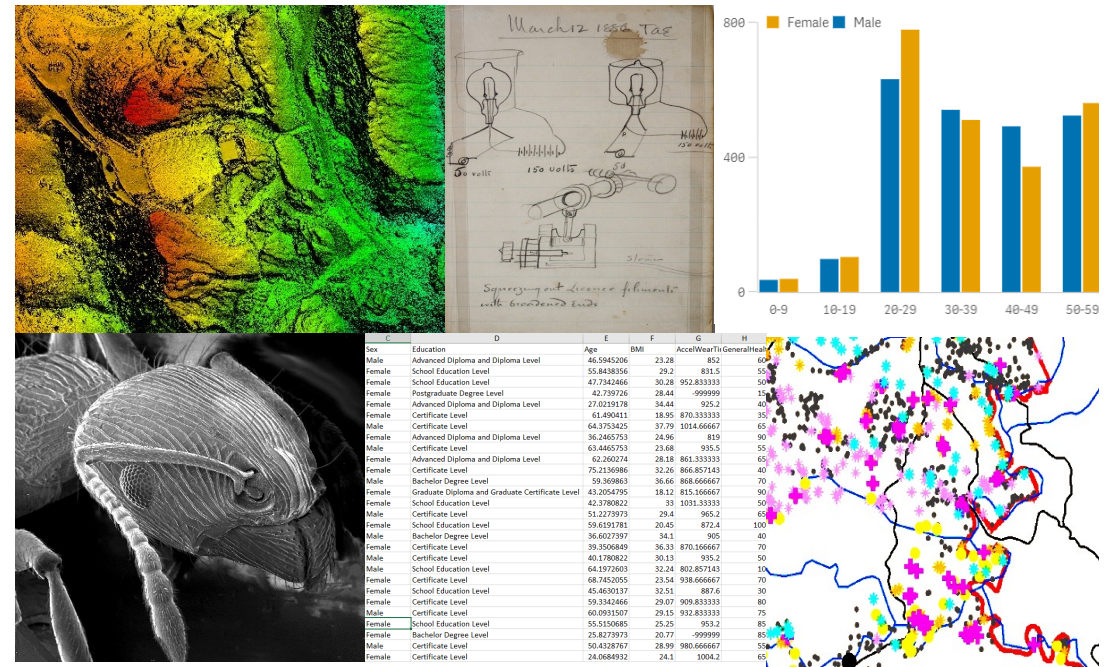 March 12 1886 TAE
50 volts
150 volts
150 volts
Squeezing out Licorice filiments
with broadened Ends
800
Female
Male
400
0
0-9 10-19 20-29 30-39 40-49 50-59
C D E F G H
Sex Education Age BMI AccelWearTi GeneralHealt
Male Advanced Diploma and Diploma Level 46.5945206 23.28 852 60
Female School Education Level 55.8438356 29.2 831.5 55
Female School Education Level 47.7342466 30.28 952.833333 50
Female Postgraduate Degree Level 42.739726 28.44 -999999 15
Female Advanced Diploma and Diploma Level 27.0219178 34.44 925.2 40
Female Certificate Level 61.490411 18.95 870.333333 35
Male Certificate Level 64.3753425 37.79 1014.66667 55
Female Advanced Diploma and Diploma Level 36.2465753 24.96 819 90
Male Certificate Level 63.4465753 23.68 935.5 55
Female Advanced Diploma and Diploma Level 62.260274 28.18 861.333333 65
Female Certificate Level 75.2136986 32.26 866.857143 40
Male Bachelor Degree Level 59.369863 36.66 868.666667 70
Female Graduate Diploma and Graduate Certificate Level 43.2054795 18.12 815.166667 90
Female School Education Level 42.3780822 33 1031.33333 50
Male Certificate Level 51.2273973 29.4 965.2 65
Female School Education Level 59.6191781 20.45 872.4 100
Male Bachelor Degree Level 36.6027397 34.1 905 40
Female Certificate Level 39.3506849 36.33 870.166667 70
Male Certificate Level 40.1780822 30.13 935.2 50
Male School Education Level 64.1972603 32.24 802.857143 10
Female Certificate Level 68.7452055 23.54 938.666667 70
Female School Education Level 45.4630137 32.51 887.6 30
Female Certificate Level 59.3342466 29.07 909.833333 80
Male Certificate Level 60.0931507 29.15 932.833333 75
Female School Education Level 55.5150685 25.25 953.2 85
Female Bachelor Degree Level 25.8273973 20.77 -999999 85
Male Certificate Level 50.4328767 28.99 980.666667 55
Female Certificate Level 24.0684932 24.1 1004.2 65